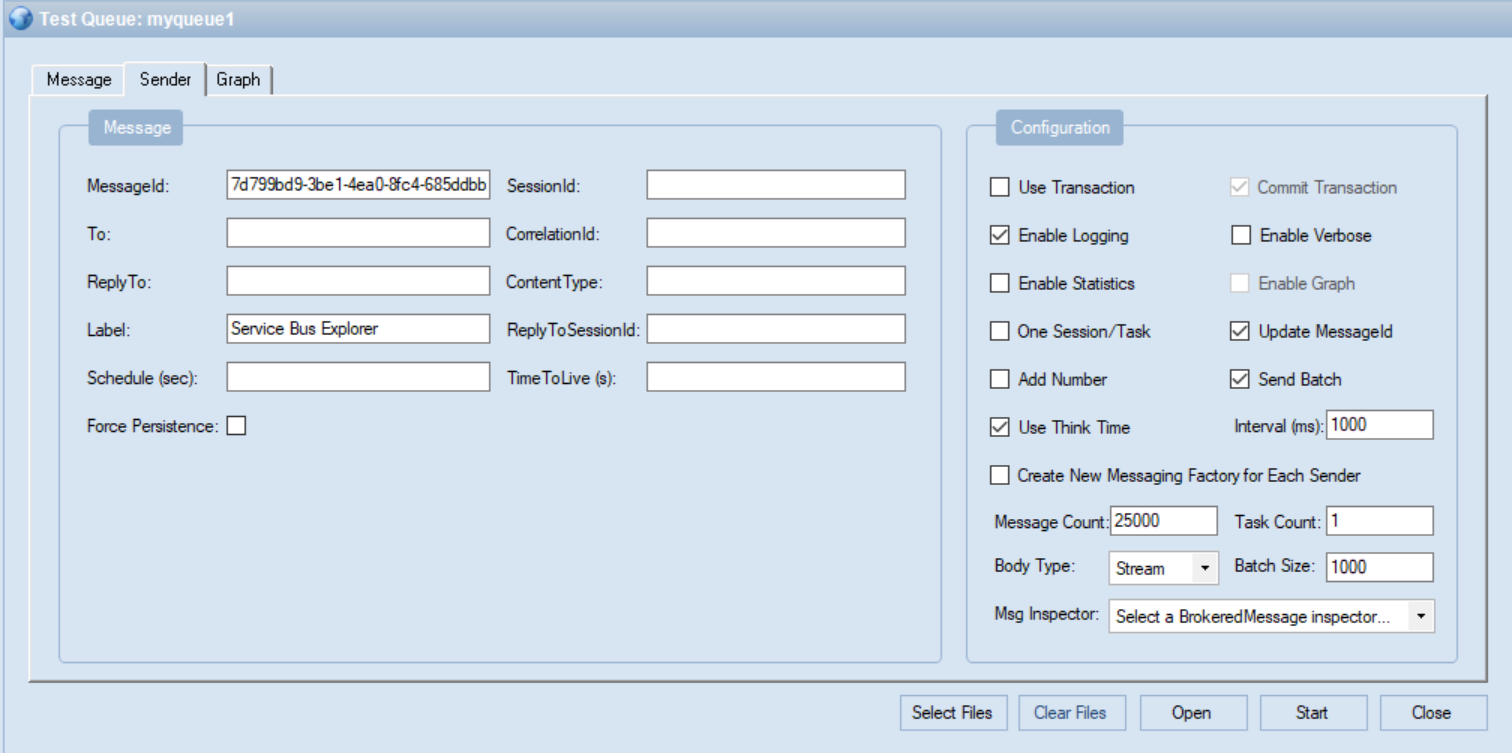 Test Queue: myqueue1
Message Sender Graph
Message
MessageId: 7d799bd9-3be1-4ea0-8fc4-685ddbb SessionId:
To: CorrelationId:
ReplyTo: ContentType:
Label: Service Bus Explorer ReplyToSessionId:
Schedule (sec): TimeToLive (s):
Force Persistence:
Configuration
Use Transaction Commit Transaction
Enable Logging Enable Verbose
Enable Statistics Enable Graph
One Session/Task Update MessageId
Add Number Send Batch
Use Think Time Interval (ms): 1000
Create New Messaging Factory for Each Sender
Message Count: 25000 Task Count: 1
Body Type: Stream Batch Size: 1000
Msg Inspector: Select a BrokeredMessage inspector...
Select Files Clear Files Open Start Close